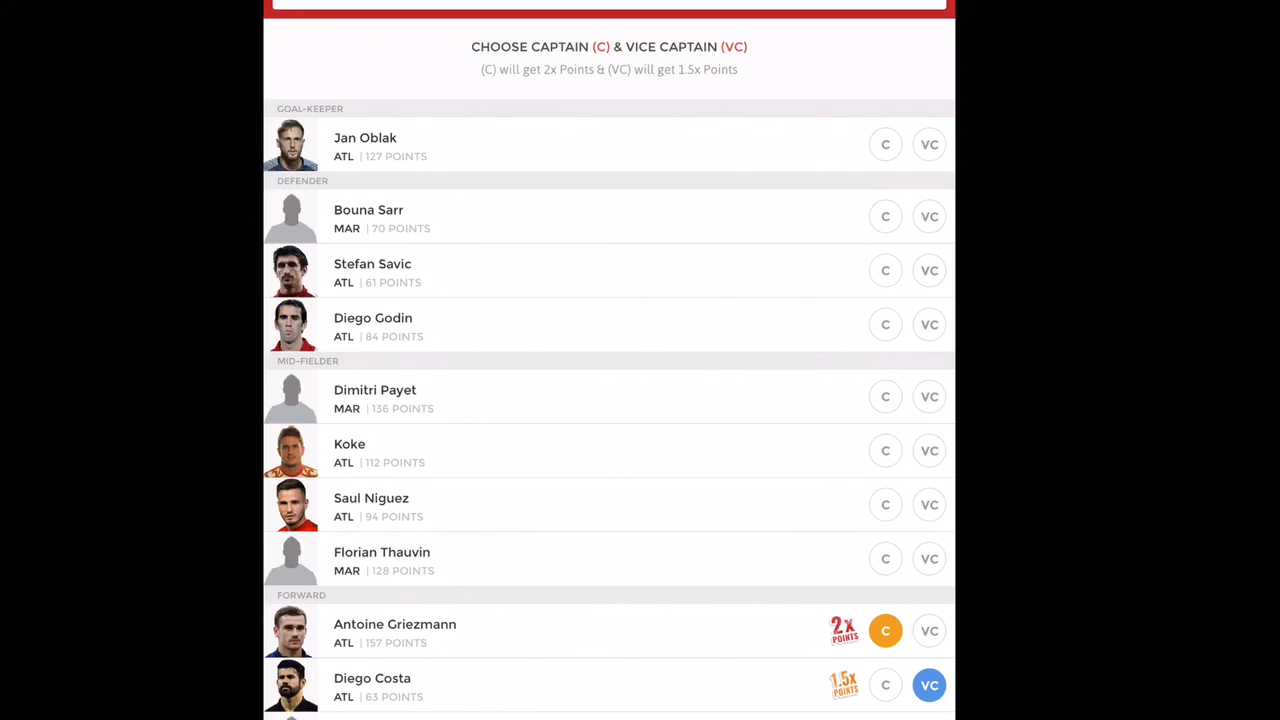 CHOOSE CAPTAIN (C) & VICE CAPTAIN (VC)
(C) will get 2x Points & (VC) will get 1.5x Points
GOAL-KEEPER
Jan Oblak
ATL | 127 POINTS
C VC
DEFENDER
Bouna Sarr
MAR | 70 POINTS
C VC
Stefan Savic
ATL | 61 POINTS
C VC
Diego Godin
ATL | 84 POINTS
C VC
MID-FIELDER
Dimitri Payet
MAR | 136 POINTS
C VC
Koke
ATL | 112 POINTS
C VC
Saul Niguez
ATL | 94 POINTS
C VC
Florian Thauvin
MAR | 128 POINTS
C VC
FORWARD
Antoine Griezmann
ATL | 157 POINTS
2x POINTS
C VC
Diego Costa
ATL | 63 POINTS
1.5x POINTS
C VC